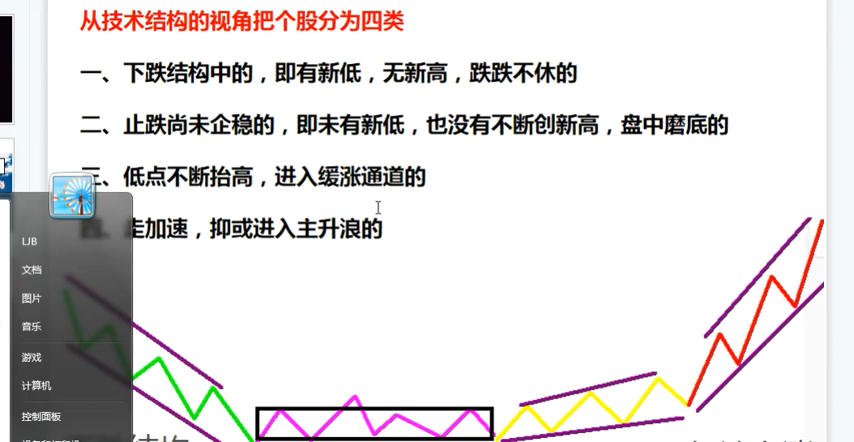 从技术结构的视角把个股分为四类
一、下跌结构中的，即有新低，无新高，跌跌不休的
二、止跌尚未企稳的，即未有新低，也没有不断创新高，盘中磨底的
三、低点不断抬高，进入缓涨通道的
四、走加速，抑或进入主升浪的
LJB
文档
图片
音乐
游戏
计算机
控制面板
结构